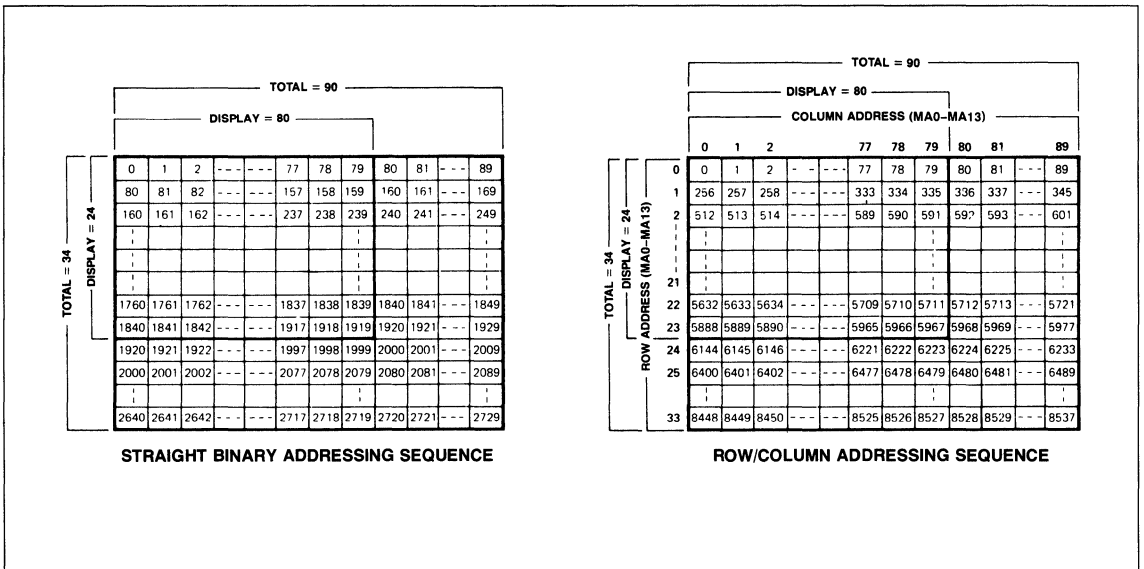 TOTAL = 90
DISPLAY = 80
TOTAL = 34
DISPLAY = 24
0 1 2 - - - - - - 77 78 79 80 81 - - - 89
80 81 82 - - - - - - 157 158 159 160 161 - - - 169
160 161 162 - - - - - - 237 238 239 240 241 - - - 249
1760 1761 1762 - - - - - - 1837 1838 1839 1840 1841 - - - 1849
1840 1841 1842 - - - - - - 1917 1918 1919 1920 1921 - - - 1929
1920 1921 1922 - - - - - - 1997 1998 1999 2000 2001 - - - 2009
2000 2001 2002 - - - - - - 2077 2078 2079 2080 2081 - - - 2089
2640 2641 2642 - - - - - - 2717 2718 2719 2720 2721 - - - 2729
STRAIGHT BINARY ADDRESSING SEQUENCE
TOTAL = 90
DISPLAY = 80
COLUMN ADDRESS (MA0–MA13)
TOTAL = 34
DISPLAY = 24
ROW ADDRESS (MA0–MA13)
0 1 2 77 78 79 80 81 89
0 0 1 2 - - - - - - 77 78 79 80 81 - - - 89
1 256 257 258 - - - - - - 333 334 335 336 337 - - - 345
2 512 513 514 - - - - - - 589 590 591 592 593 - - - 601
21
22 5632 5633 5634 - - - - - - 5709 5710 5711 5712 5713 - - - 5721
23 5888 5889 5890 - - - - - - 5965 5966 5967 5968 5969 - - - 5977
24 6144 6145 6146 - - - - - - 6221 6222 6223 6224 6225 - - - 6233
25 6400 6401 6402 - - - - - - 6477 6478 6479 6480 6481 - - - 6489
33 8448 8449 8450 - - - - - - 8525 8526 8527 8528 8529 - - - 8537
ROW/COLUMN ADDRESSING SEQUENCE